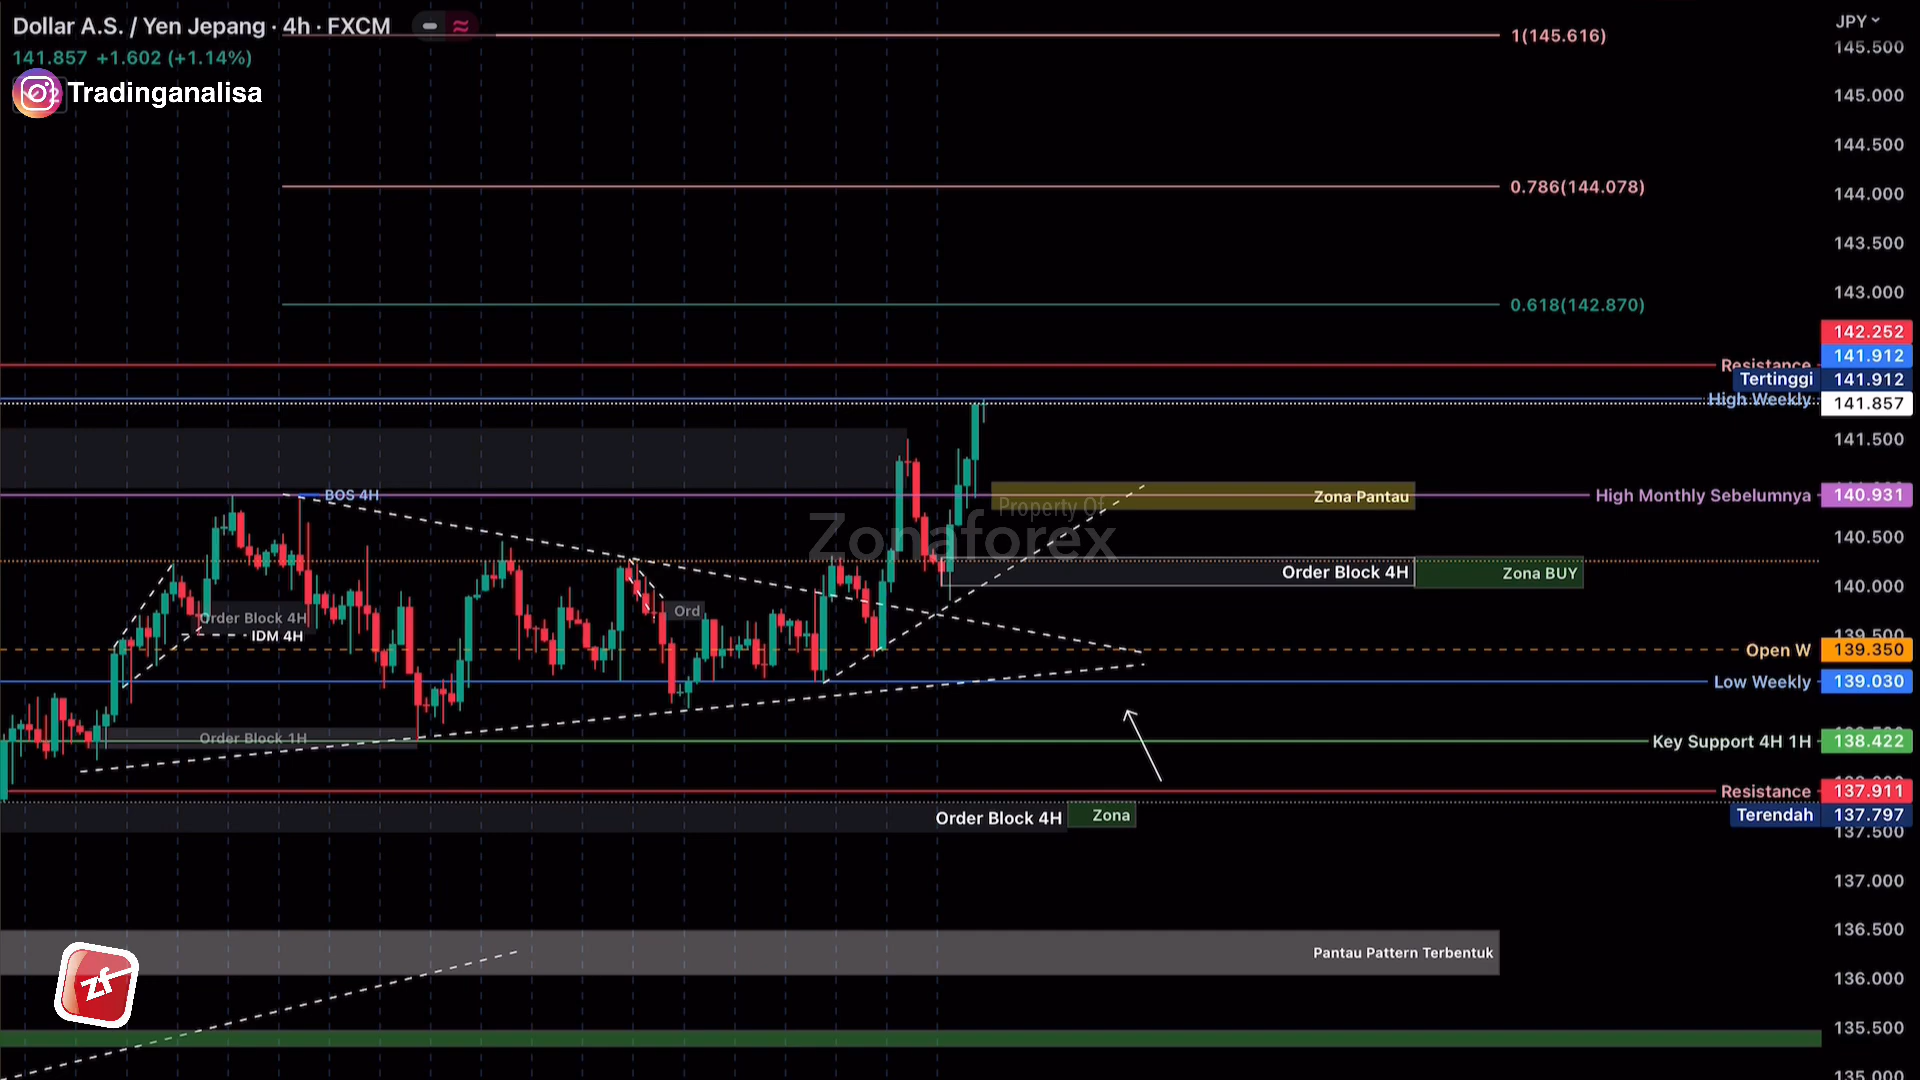 Dollar A.S. / Yen Jepang · 4h · FXCM
JPY
141.857 +1.602 (+1.14%)
Tradinganalisa
1(145.616)
145.500
145.000
144.500
0.786(144.078)
144.000
143.500
0.618(142.870)
143.000
142.252
141.912
Resistance
Tertinggi 141.912
High Weekly 141.857
141.500
BOS 4H
Zona Pantau
High Monthly Sebelumnya 140.931
Property Of
Zonaforex
140.500
Order Block 4H
Zona BUY
140.000
Order Block 4H
Ord
IDM 4H
139.500
Open W 139.350
Low Weekly 139.030
Order Block 1H
Key Support 4H 1H 138.422
Resistance 137.911
Order Block 4H
Zona
Terendah 137.797
137.500
137.000
136.500
Pantau Pattern Terbentuk
136.000
zf
135.500
135.000